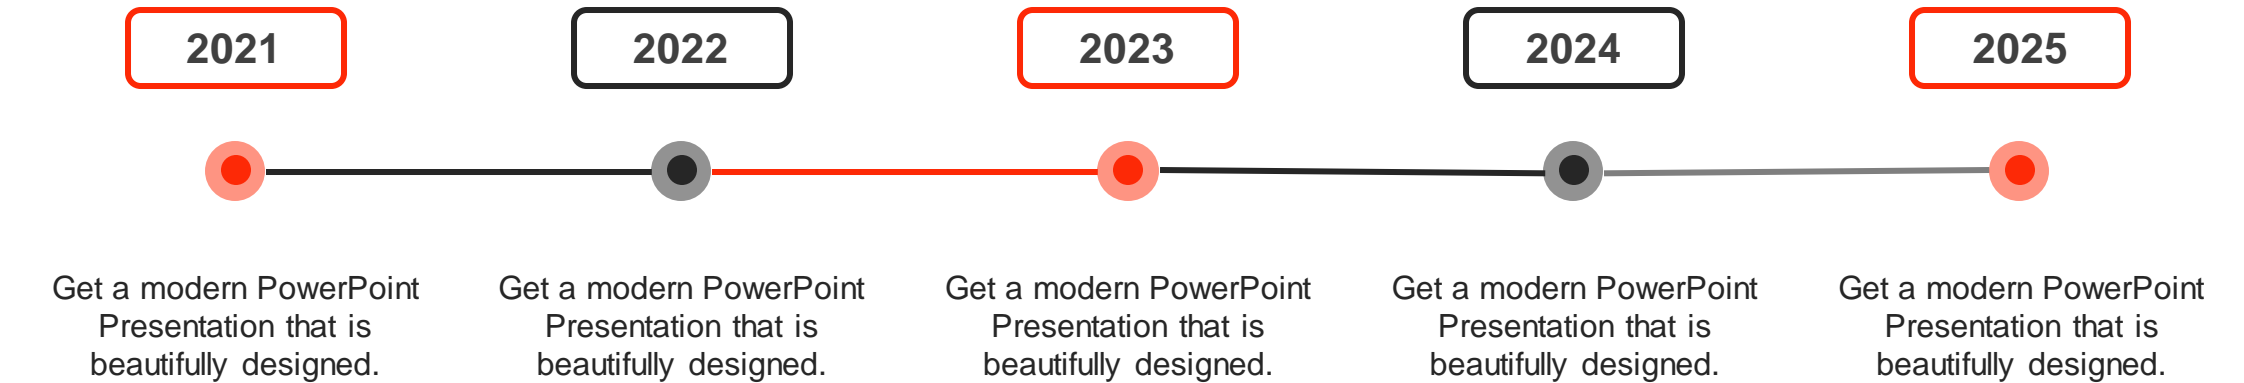 2021
2022
2023
2024
2025
Get a modern PowerPoint
Presentation that is
beautifully designed.
Get a modern PowerPoint
Presentation that is
beautifully designed.
Get a modern PowerPoint
Presentation that is
beautifully designed.
Get a modern PowerPoint
Presentation that is
beautifully designed.
Get a modern PowerPoint
Presentation that is
beautifully designed.